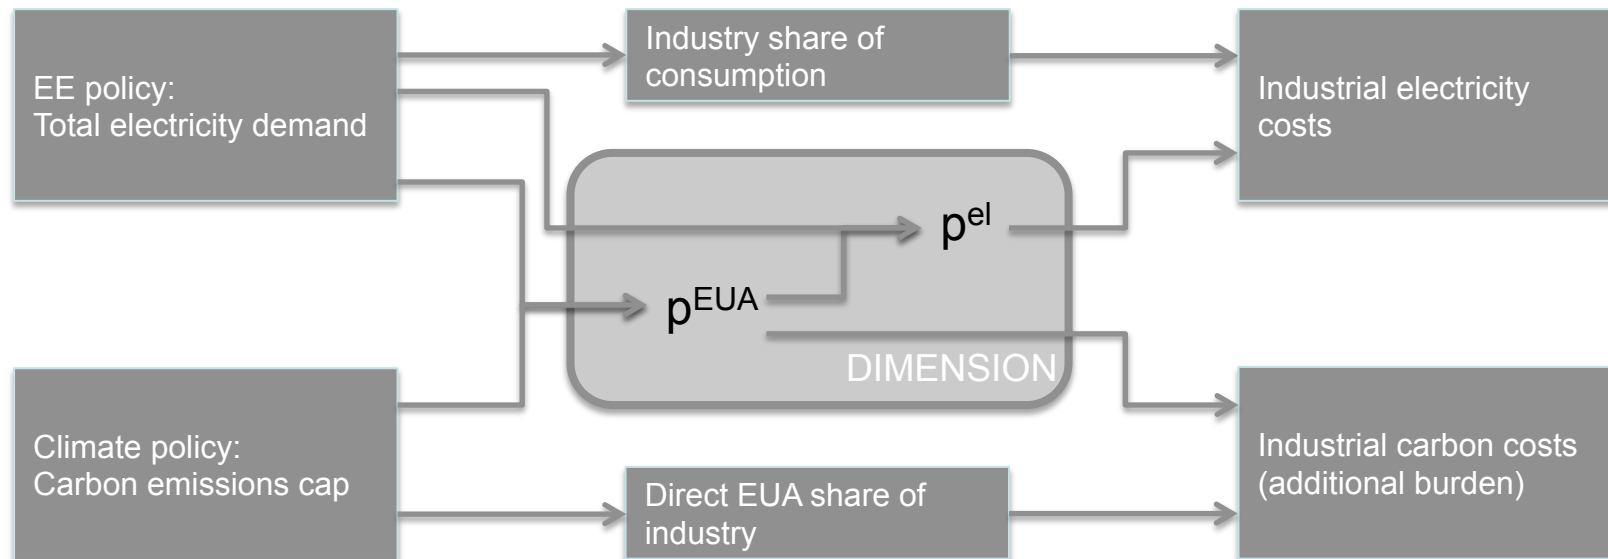 EE policy:
Total electricity demand
Industry share of
consumption
Industrial electricity
costs
p^el
p^EUA
DIMENSION
Climate policy:
Carbon emissions cap
Direct EUA share of
industry
Industrial carbon costs
(additional burden)